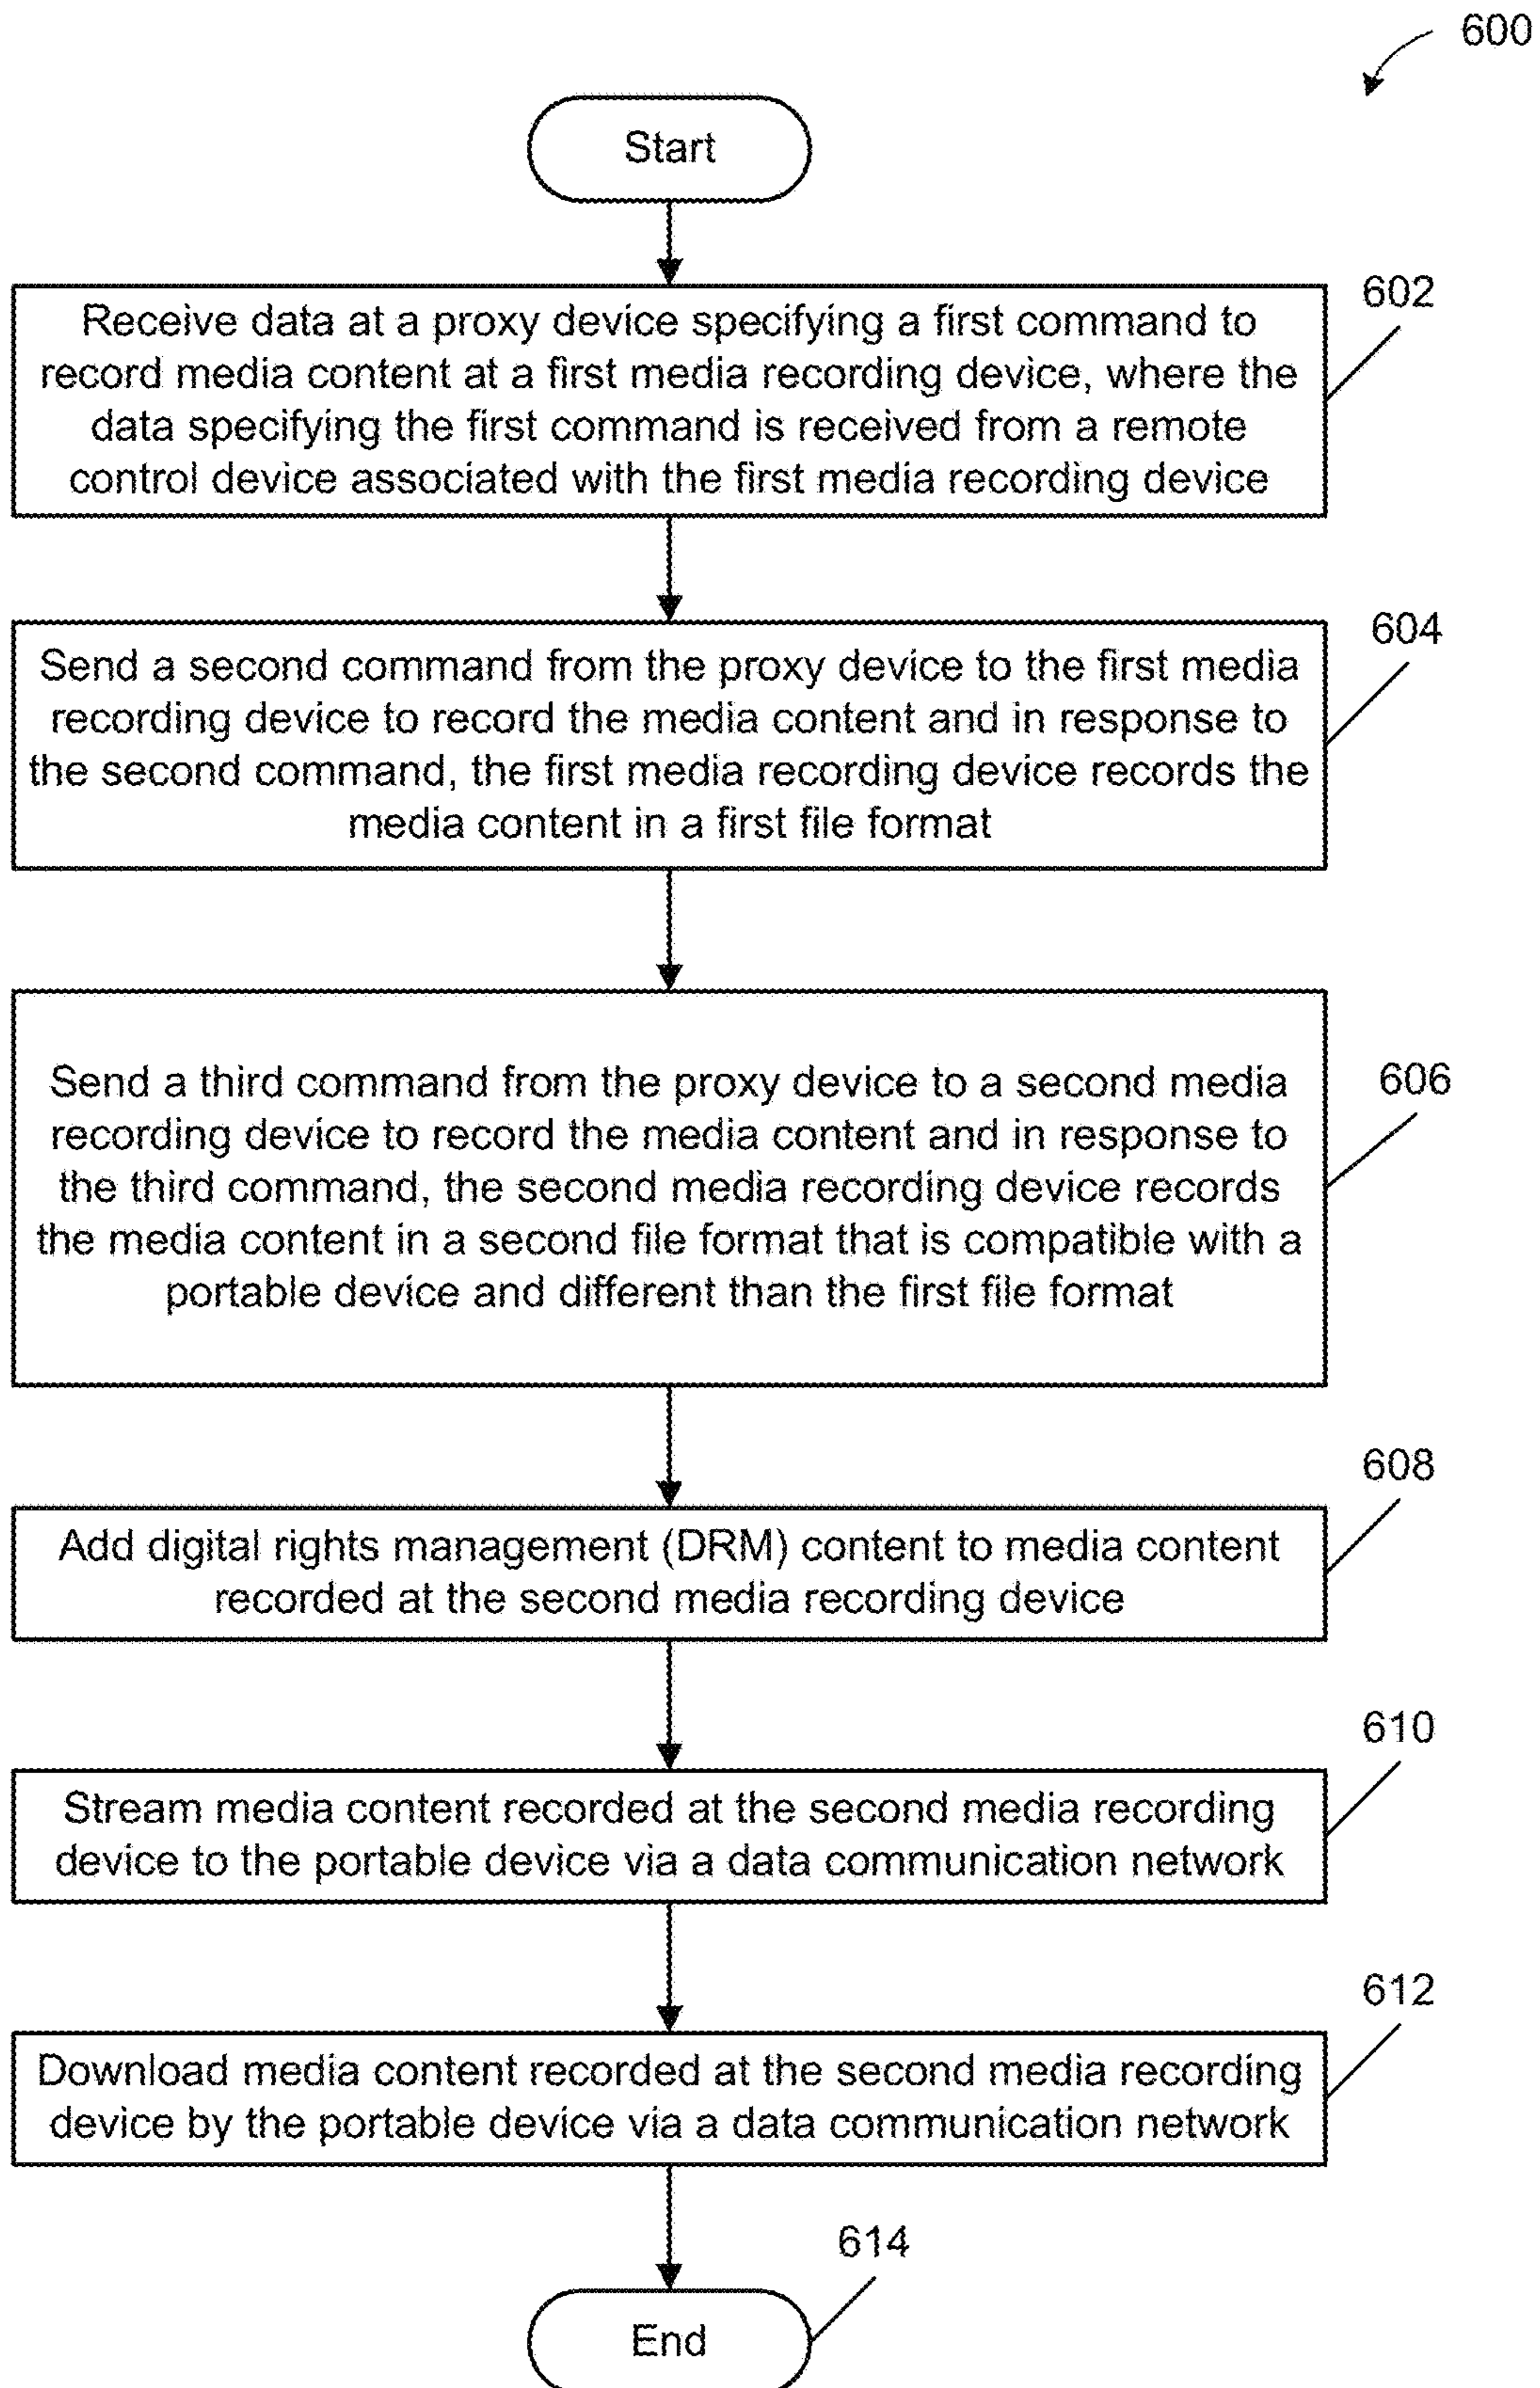 600
Start
602
Receive data at a proxy device specifying a first command to
record media content at a first media recording device, where the
data specifying the first command is received from a remote
control device associated with the first media recording device
604
Send a second command from the proxy device to the first media
recording device to record the media content and in response to
the second command, the first media recording device records the
media content in a first file format
606
Send a third command from the proxy device to a second media
recording device to record the media content and in response to
the third command, the second media recording device records
the media content in a second file format that is compatible with a
portable device and different than the first file format
608
Add digital rights management (DRM) content to media content
recorded at the second media recording device
610
Stream media content recorded at the second media recording
device to the portable device via a data communication network
612
Download media content recorded at the second media recording
device by the portable device via a data communication network
614
End